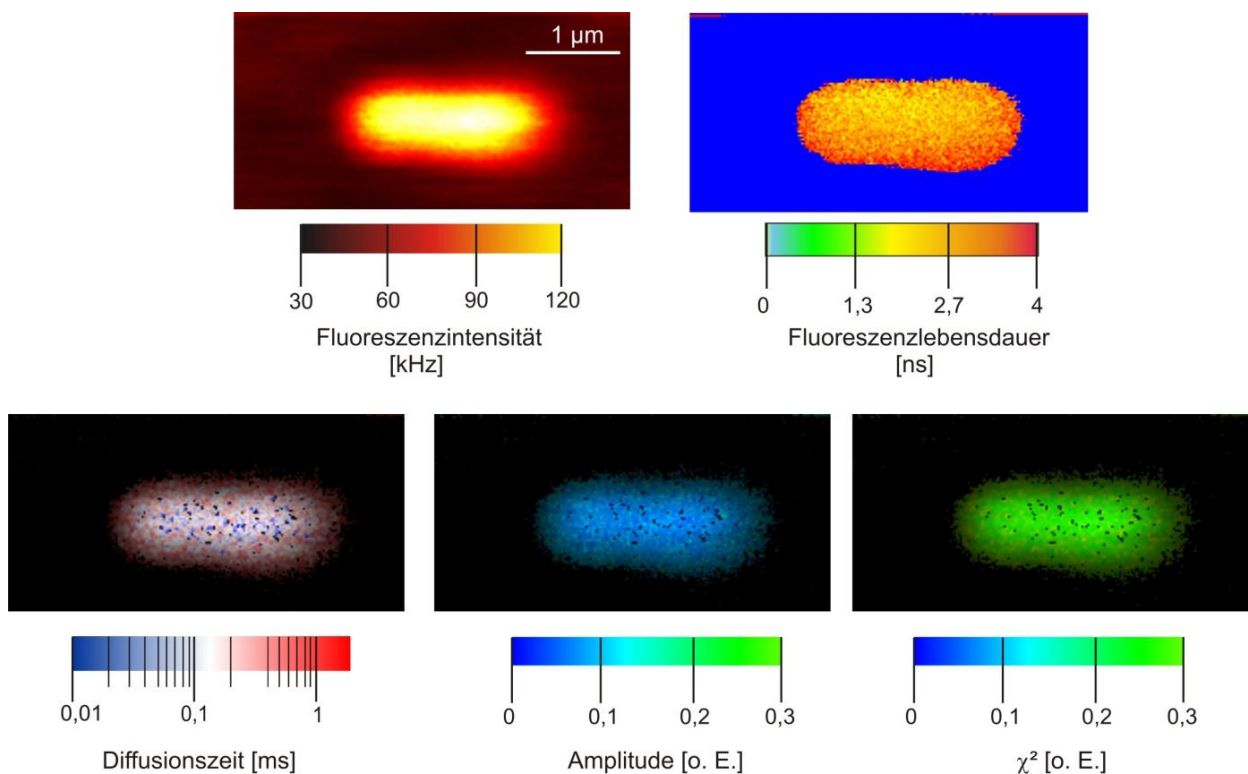 1 µm
30 60 90 120
Fluoreszenzintensität
[kHz]
0 1,3 2,7 4
Fluoreszenzlebensdauer
[ns]
0,01 0,1 1
Diffusionszeit [ms]
0 0,1 0,2 0,3
Amplitude [o. E.]
0 0,1 0,2 0,3
χ² [o. E.]